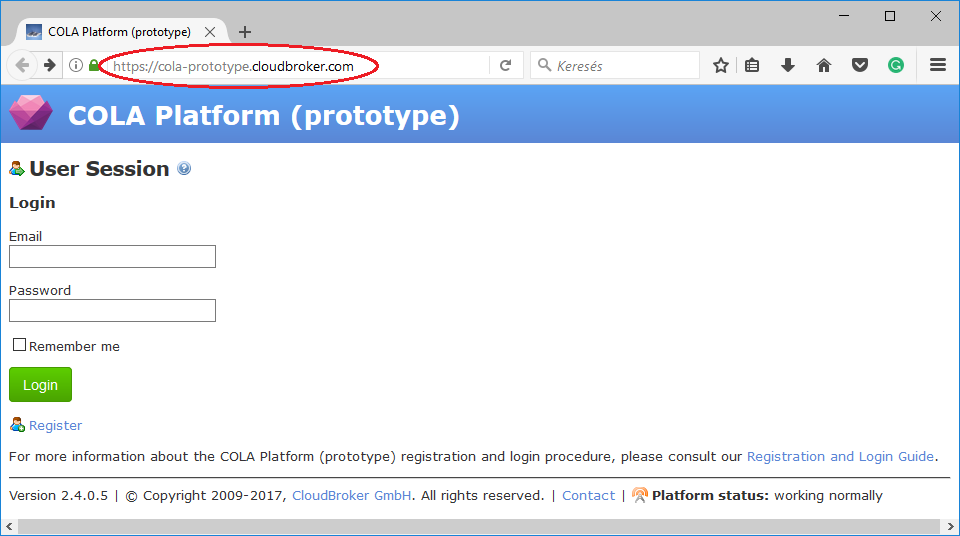 COLA Platform (prototype)
https://cola-prototype.cloudbroker.com
Keresés
COLA Platform (prototype)
User Session
Login
Email
Password
Remember me
Login
Register
For more information about the COLA Platform (prototype) registration and login procedure, please consult our Registration and Login Guide.
Version 2.4.0.5 | © Copyright 2009-2017, CloudBroker GmbH. All rights reserved. | Contact | Platform status: working normally